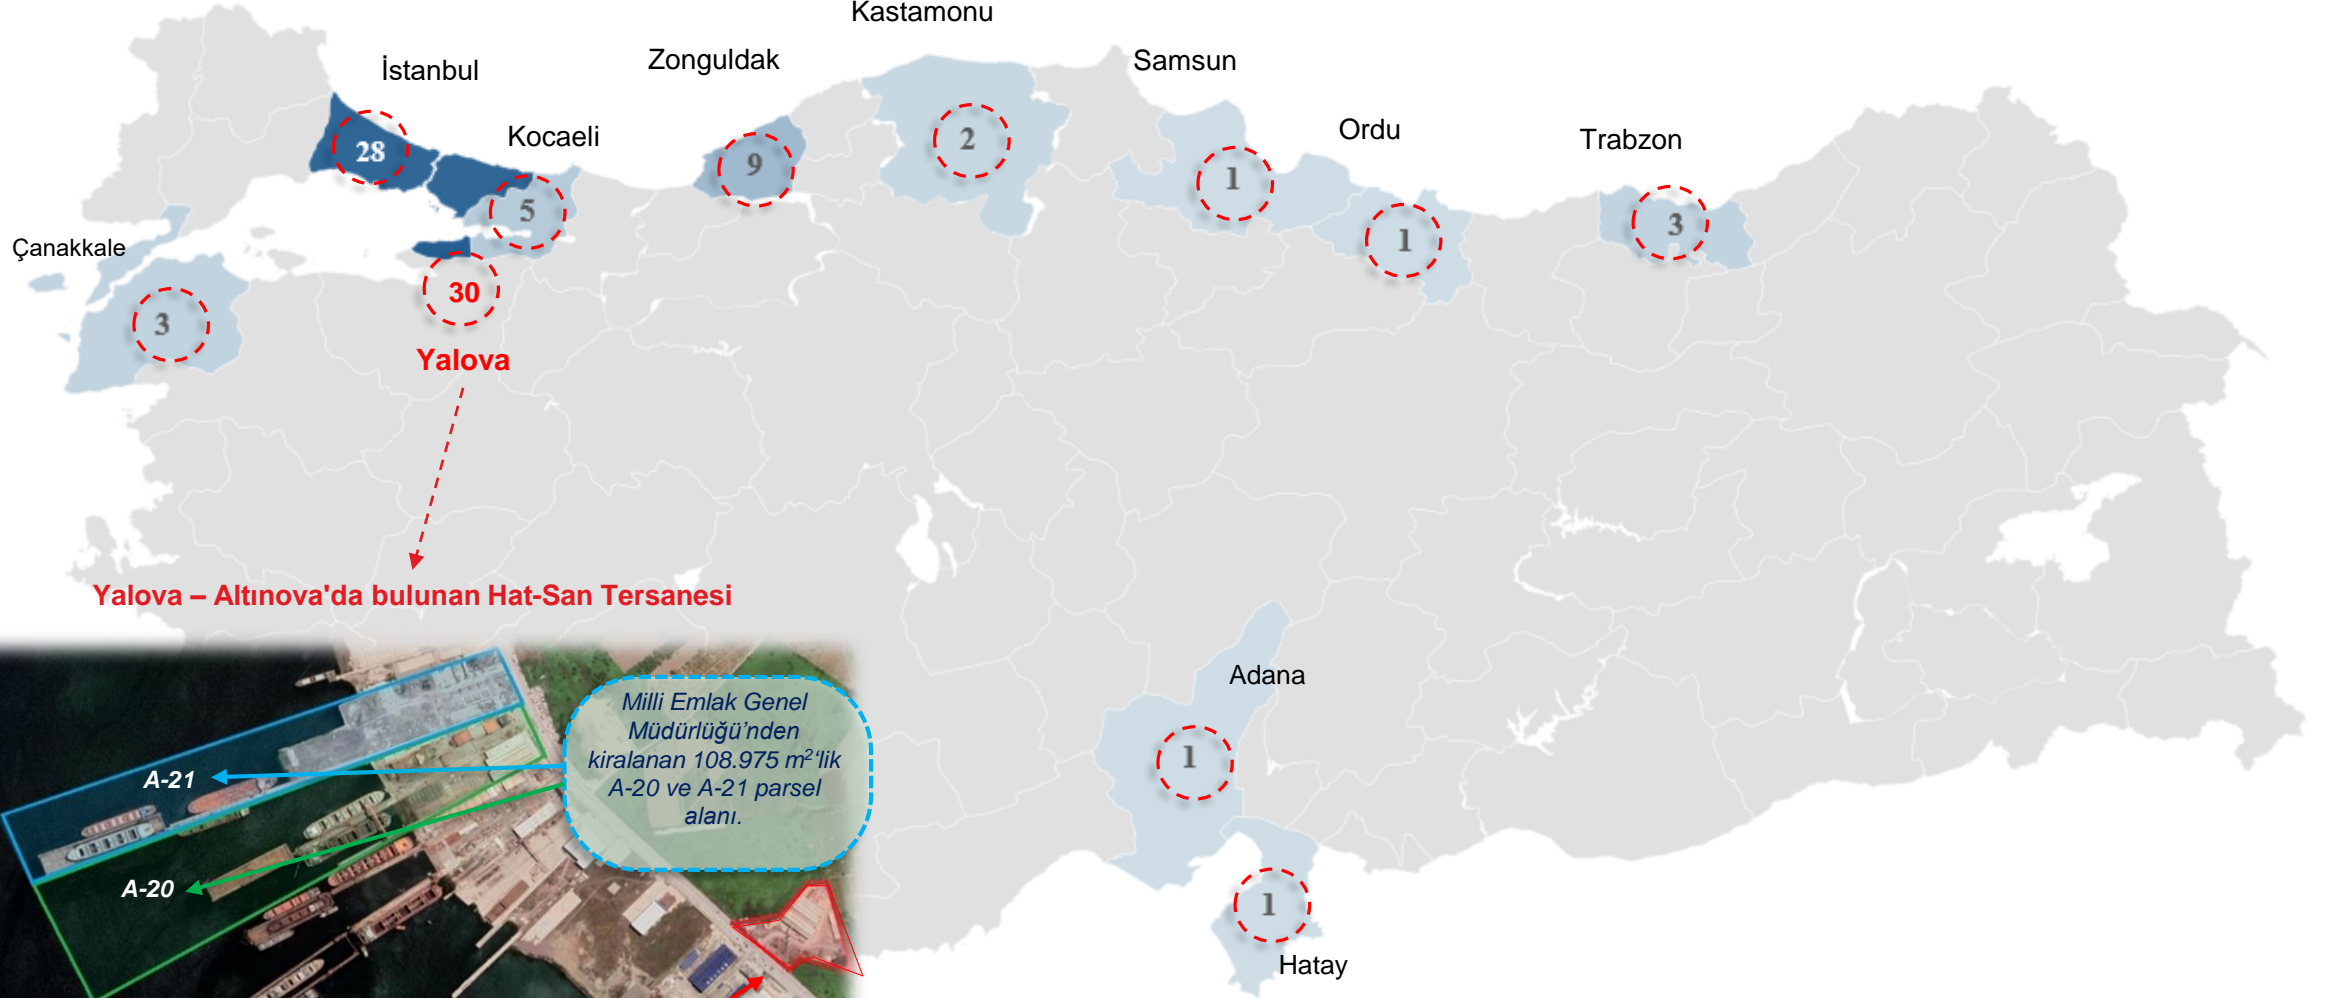 Kastamonu
Zonguldak
Samsun
İstanbul
Kocaeli
Ordu
Trabzon
28
2
9
1
5
1
3
Çanakkale
30
3
Yalova
Yalova – Altınova'da bulunan Hat-San Tersanesi
Adana
Milli Emlak Genel
Müdürlüğü’nden
kiralanan 108.975 m²‘lik
A-20 ve A-21 parsel
alanı.
A-21
A-20
1
1
Hatay